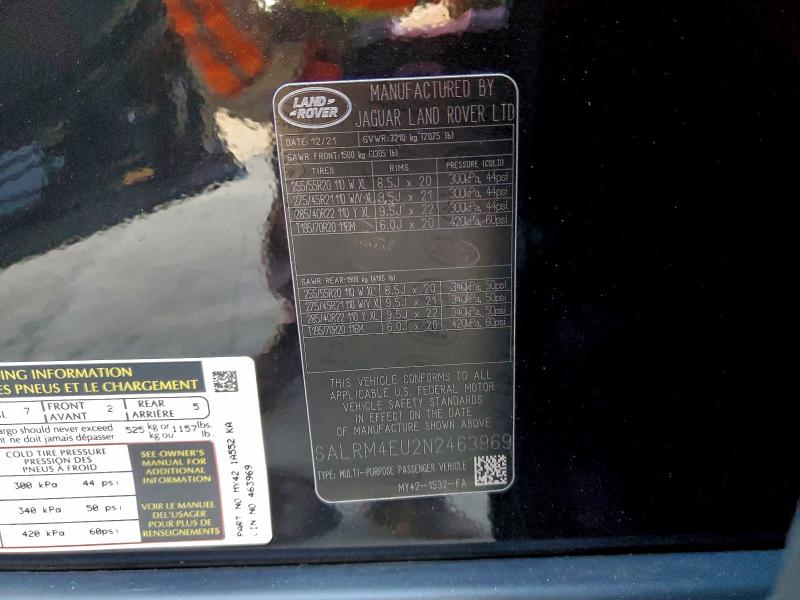 LAND ROVER
MANUFACTURED BY
JAGUAR LAND ROVER LTD
DATE: 12/21 GVWR: 3210 kg (7075 lb)
GAWR FRONT: 1500 kg (3305 lb)
TIRES RIMS PRESSURE (COLD)
255/55R20 110 W XL 8.5J x 20 300kPa, 44psi
275/45R21 110 W/V XL 9.5J x 21 300kPa, 44psi
285/40R22 110 Y XL 9.5J x 22 300kPa, 44psi
T195/70R20 116M 6.0J x 20 420kPa, 60psi
GAWR REAR: 1900 kg (4185 lb)
255/55R20 110 W XL 8.5J x 20 340kPa, 50psi
275/45R21 110 W/V XL 9.5J x 21 340kPa, 50psi
285/40R22 110 Y XL 9.5J x 22 340kPa, 50psi
T195/70R20 116M 6.0J x 20 420kPa, 60psi
THIS VEHICLE CONFORMS TO ALL
APPLICABLE U.S. FEDERAL MOTOR
VEHICLE SAFETY STANDARDS
IN EFFECT ON THE DATE
OF MANUFACTURE SHOWN ABOVE
SALRM4EU2N2463969
TYPE: MULTI-PURPOSE PASSENGER VEHICLE
MY42-1532-FA
ING INFORMATION
ES PNEUS ET LE CHARGEMENT
L 7 FRONT AVANT 2 REAR ARRIÈRE 5
argo should never exceed 525 kg or 1157 lbs.
nt ne doit jamais dépasser kg ou lb.
COLD TIRE PRESSURE
PRESSION DES
PNEUS À FROID
300 kPa 44 psi
340 kPa 50 psi
420 kPa 60psi
SEE OWNER'S
MANUAL FOR
ADDITIONAL
INFORMATION
VOIR LE MANUEL
DEL'USAGER
POUR PLUS DE
RENSEIGNEMENTS
PART NO MY42 1A552 KA
(IN NO 463969